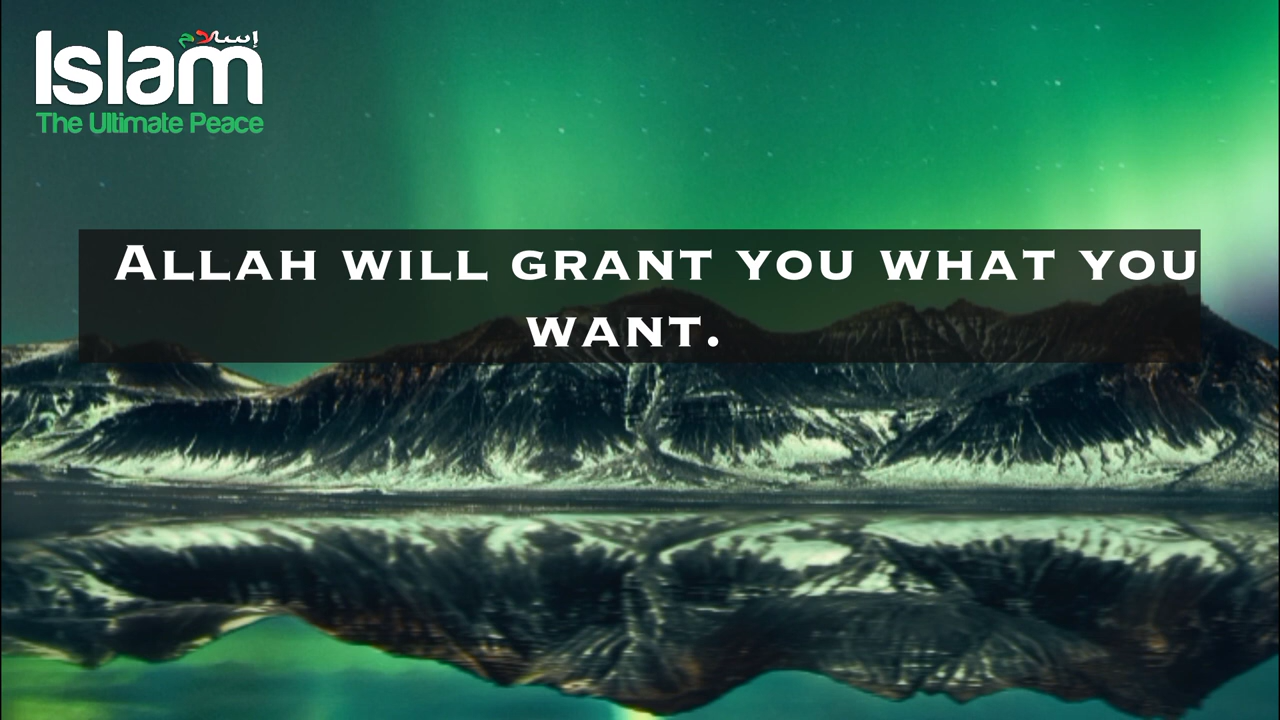 إسلام
Islam
The Ultimate Peace
Allah will grant you what you
want.